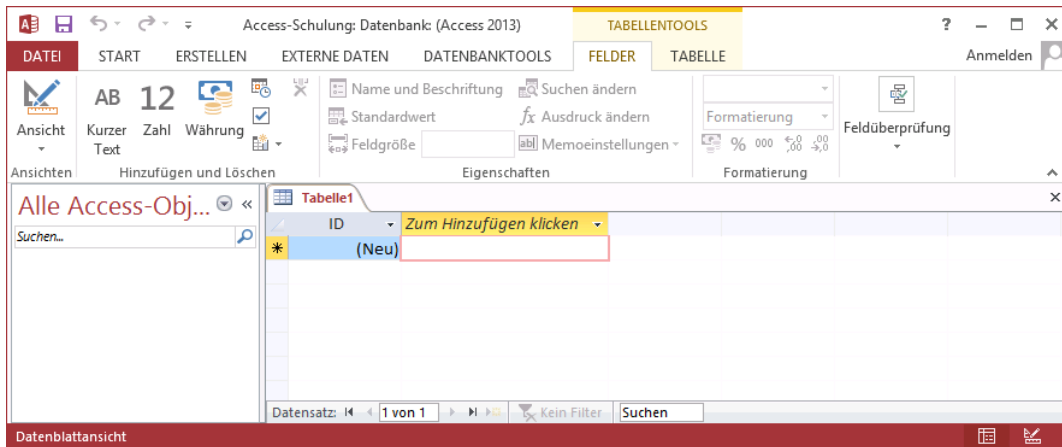 Access-Schulung: Datenbank: (Access 2013)
TABELLENTOOLS
?
DATEI START ERSTELLEN EXTERNE DATEN DATENBANKTOOLS FELDER TABELLE Anmelden
Ansicht
AB
Kurzer Text
12
Zahl
Währung
Name und Beschriftung
Standardwert
Feldgröße
Suchen ändern
fx Ausdruck ändern
ab Memoeinstellungen
Formatierung
% 000
Feldüberprüfung
Ansichten Hinzufügen und Löschen Eigenschaften Formatierung
Alle Access-Obj... «
Suchen...
Tabelle1
ID Zum Hinzufügen klicken
* (Neu)
Datensatz: 1 von 1 Kein Filter Suchen
Datenblattansicht